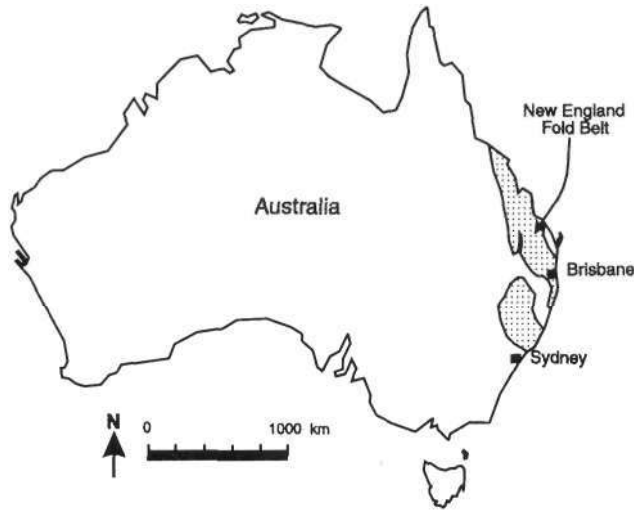 New England
Fold Belt
Australia
Brisbane
Sydney
N
0 1000 km